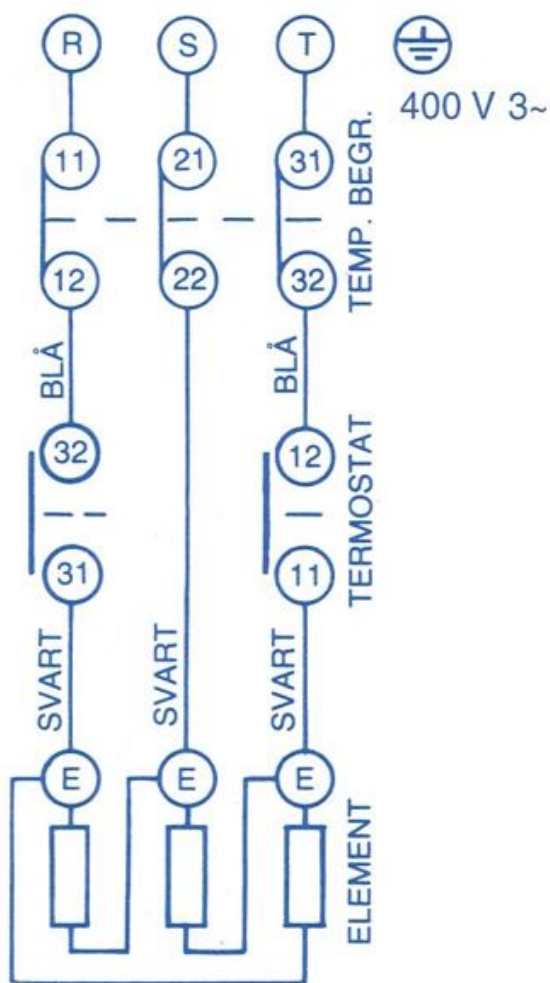 R S T
400 V 3~
11 21 31
TEMP. BEGR.
12 22 32
BLÅ BLÅ
32 12
TERMOSTAT
31 11
SVART SVART SVART
E E E
ELEMENT